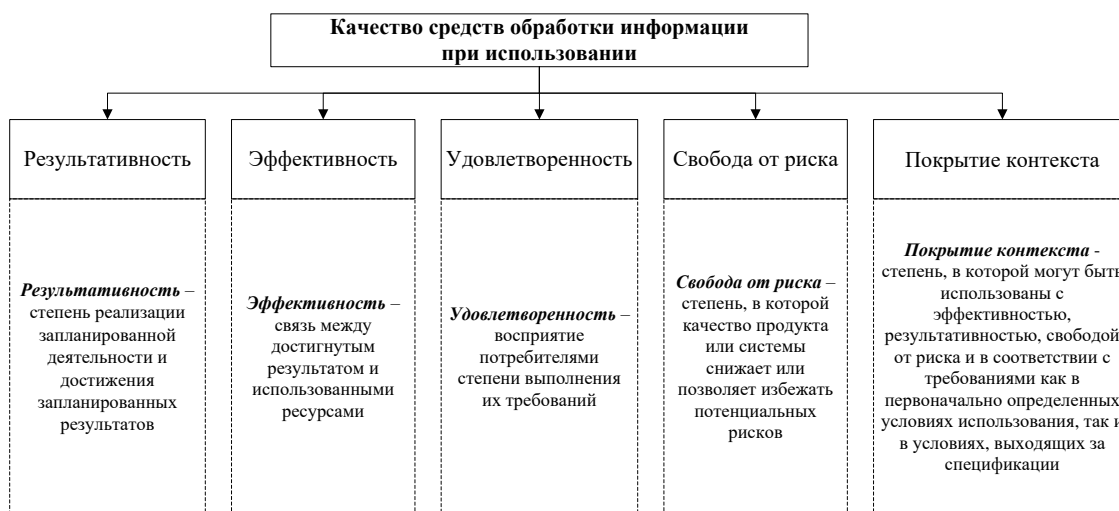 Качество средств обработки информации
при использовании
Результативность
Эффективность
Удовлетворенность
Свобода от риска
Покрытие контекста
Результативность –
степень реализации
запланированной
деятельности и
достижения
запланированных
результатов
Эффективность –
связь между
достигнутым
результатом и
использованными
ресурсами
Удовлетворенность –
восприятие
потребителями
степени выполнения
их требований
Свобода от риска –
степень, в которой
качество продукта
или системы
снижает или
позволяет избежать
потенциальных
рисков
Покрытие контекста -
степень, в которой могут быть
использованы с
эффективностью,
результативностью, свободой
от риска и в соответствии с
требованиями как в
первоначально определенных
условиях использования, так и
в условиях, выходящих за
спецификации